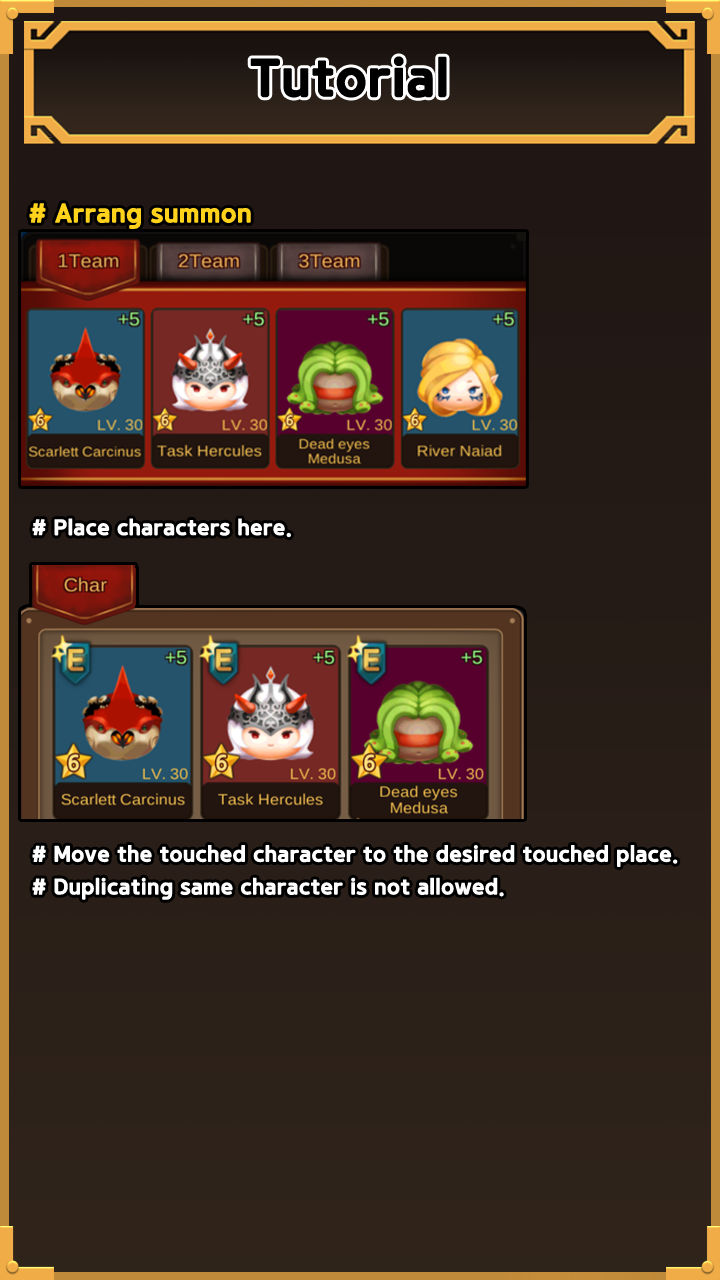 Tutorial
# Arrang summon
1Team 2Team 3Team
+5 +5 +5 +5
6 LV. 30 6 LV. 30 6 LV. 30 6 LV. 30
Scarlett Carcinus Task Hercules Dead eyes Medusa River Naiad
# Place characters here.
Char
E +5 E +5 E +5
6 LV. 30 6 LV. 30 6 LV. 30
Scarlett Carcinus Task Hercules Dead eyes Medusa
# Move the touched character to the desired touched place.
# Duplicating same character is not allowed.